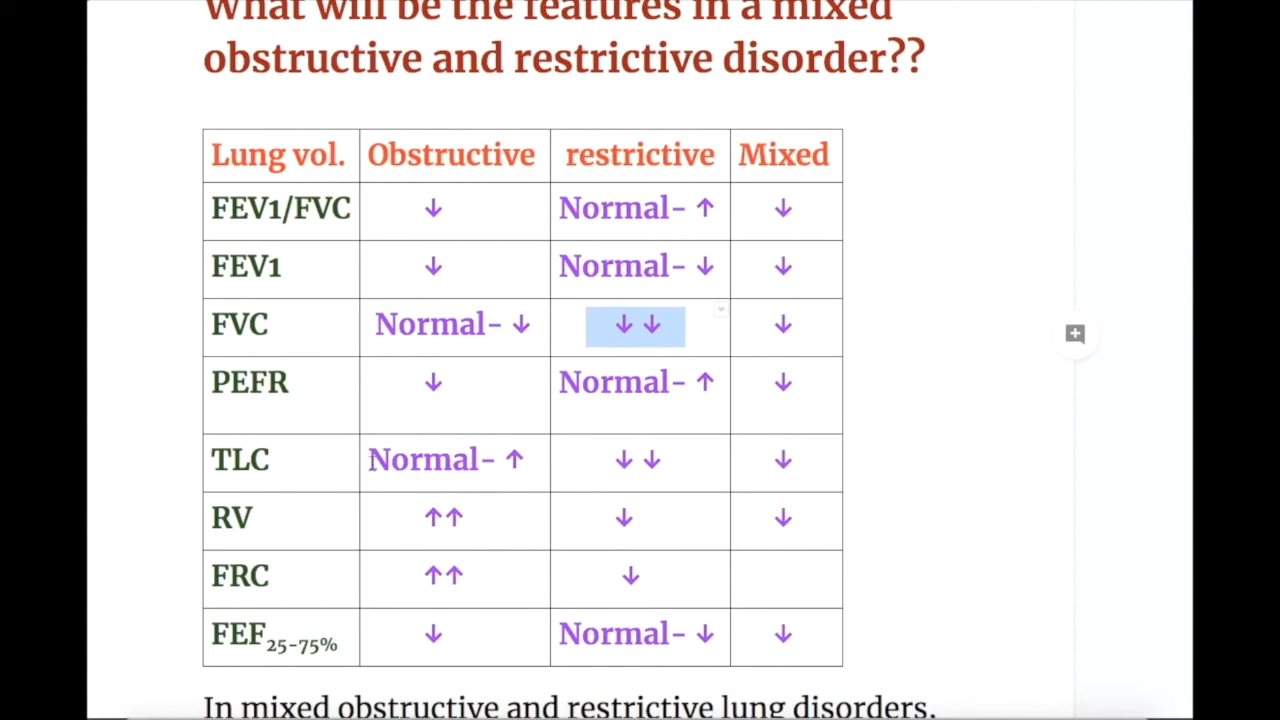 What will be the features in a mixed
obstructive and restrictive disorder??
Lung vol. Obstructive restrictive Mixed
FEV1/FVC ↓ Normal- ↑ ↓
FEV1 ↓ Normal- ↓ ↓
FVC Normal- ↓ ↓ ↓ ↓
PEFR ↓ Normal- ↑ ↓
TLC Normal- ↑ ↓ ↓ ↓
RV ↑↑ ↓ ↓
FRC ↑↑ ↓
FEF25-75% ↓ Normal- ↓ ↓
In mixed obstructive and restrictive lung disorders,